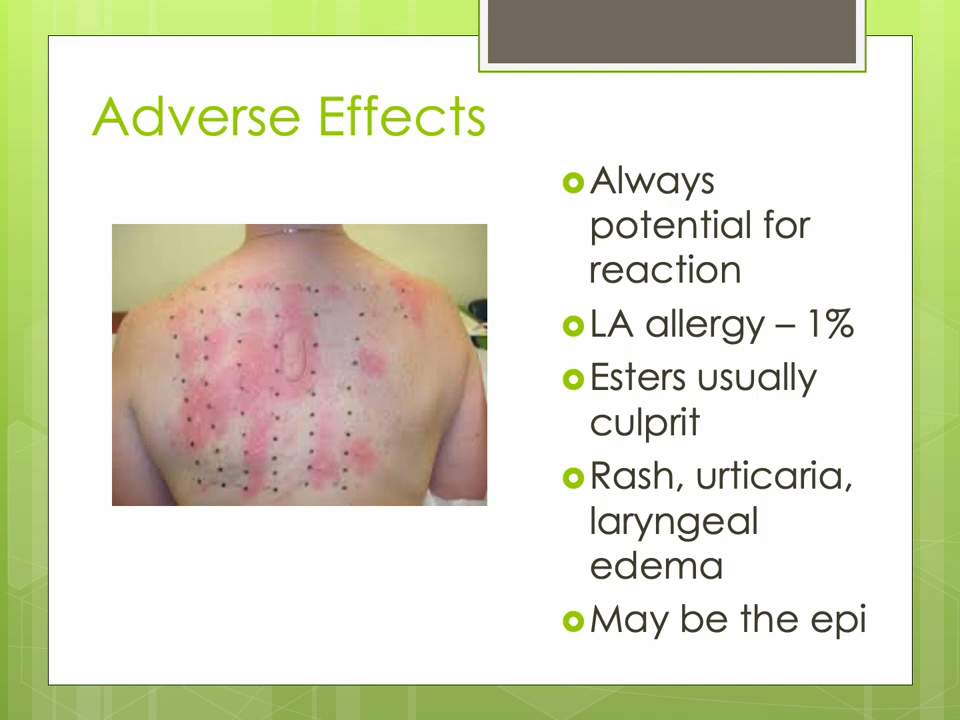 Adverse Effects
Always
potential for
reaction
LA allergy – 1%
Esters usually
culprit
Rash, urticaria,
laryngeal
edema
May be the epi